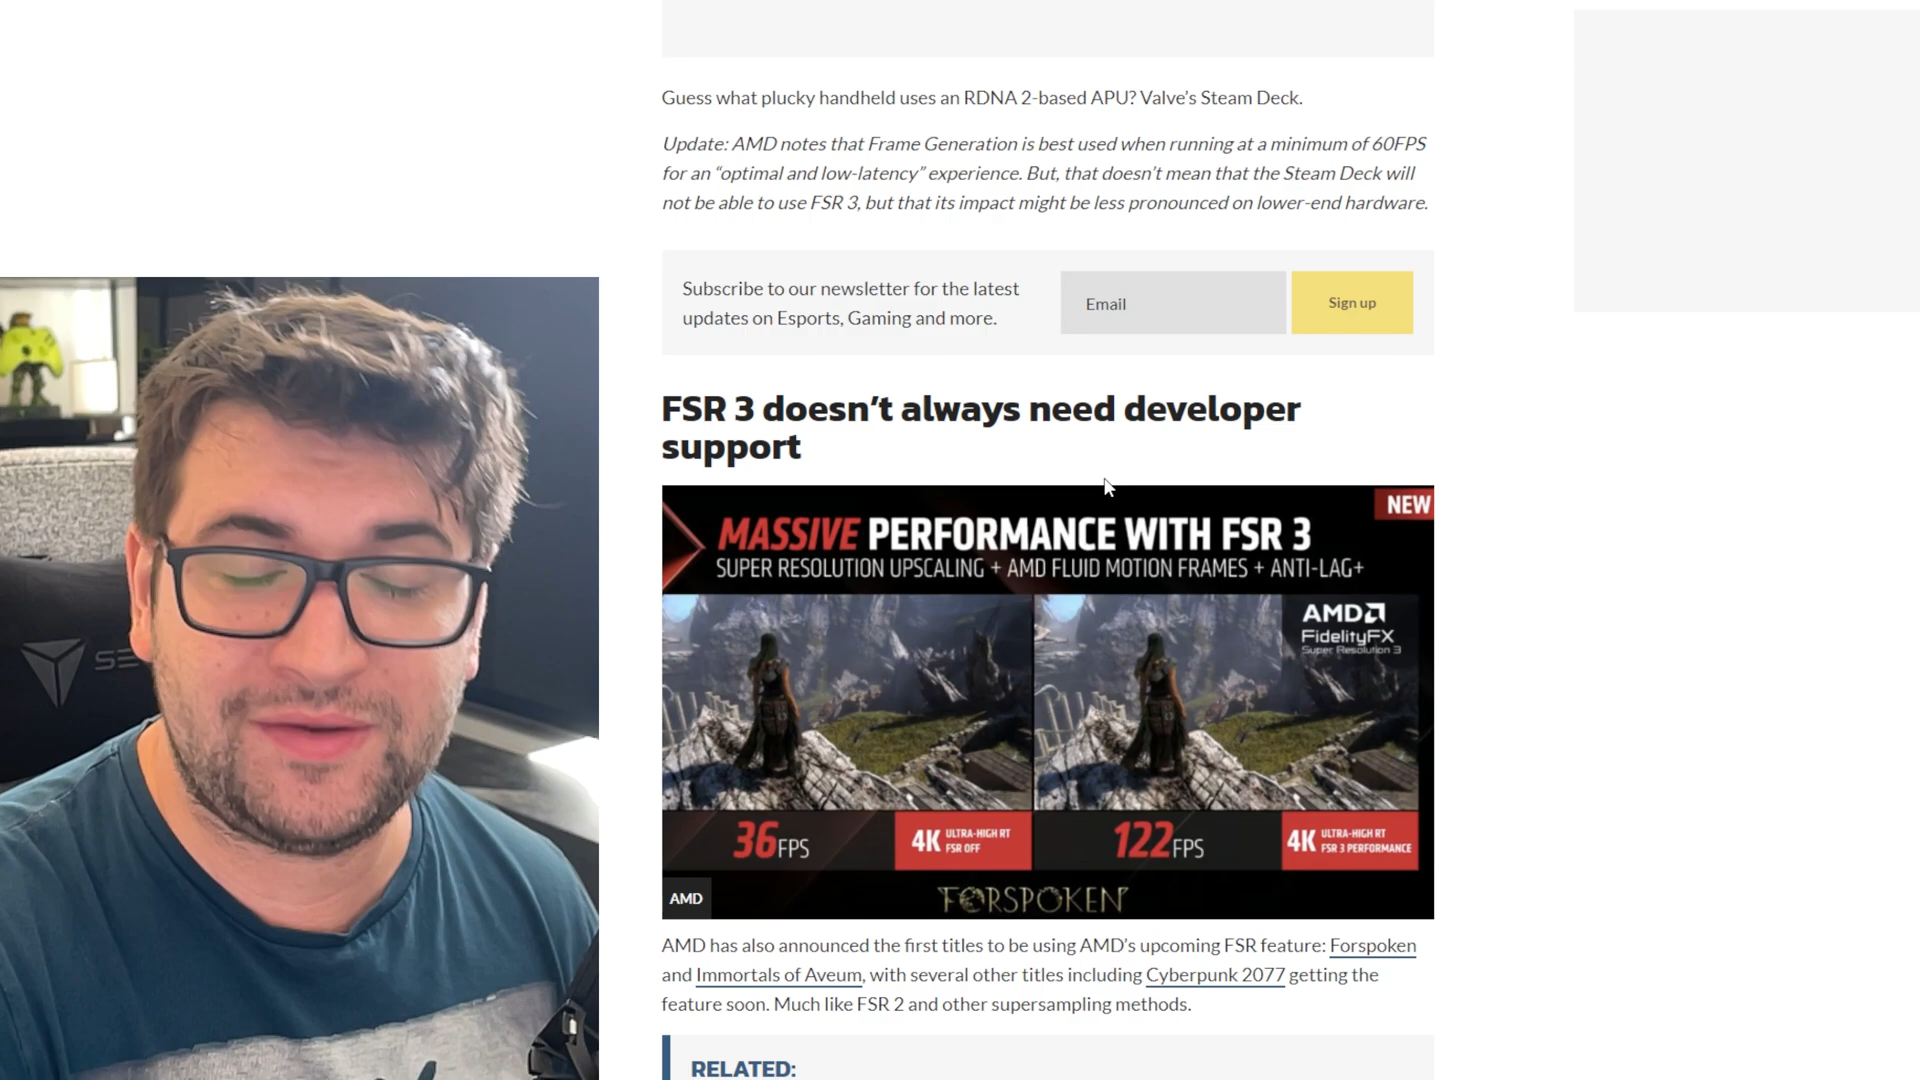 Guess what plucky handheld uses an RDNA 2-based APU? Valve’s Steam Deck.
Update: AMD notes that Frame Generation is best used when running at a minimum of 60FPS
for an “optimal and low-latency” experience. But, that doesn’t mean that the Steam Deck will
not be able to use FSR 3, but that its impact might be less pronounced on lower-end hardware.
Subscribe to our newsletter for the latest
updates on Esports, Gaming and more.
Email
Sign up
FSR 3 doesn’t always need developer
support
NEW
MASSIVE PERFORMANCE WITH FSR 3
SUPER RESOLUTION UPSCALING + AMD FLUID MOTION FRAMES + ANTI-LAG+
AMD
FidelityFX
Super Resolution 3
36FPS
4K ULTRA-HIGH RT
FSR OFF
122FPS
4K ULTRA-HIGH RT
FSR 3 PERFORMANCE
AMD
FORSPOKEN
AMD has also announced the first titles to be using AMD’s upcoming FSR feature: Forspoken
and Immortals of Aveum, with several other titles including Cyberpunk 2077 getting the
feature soon. Much like FSR 2 and other supersampling methods.
RELATED: